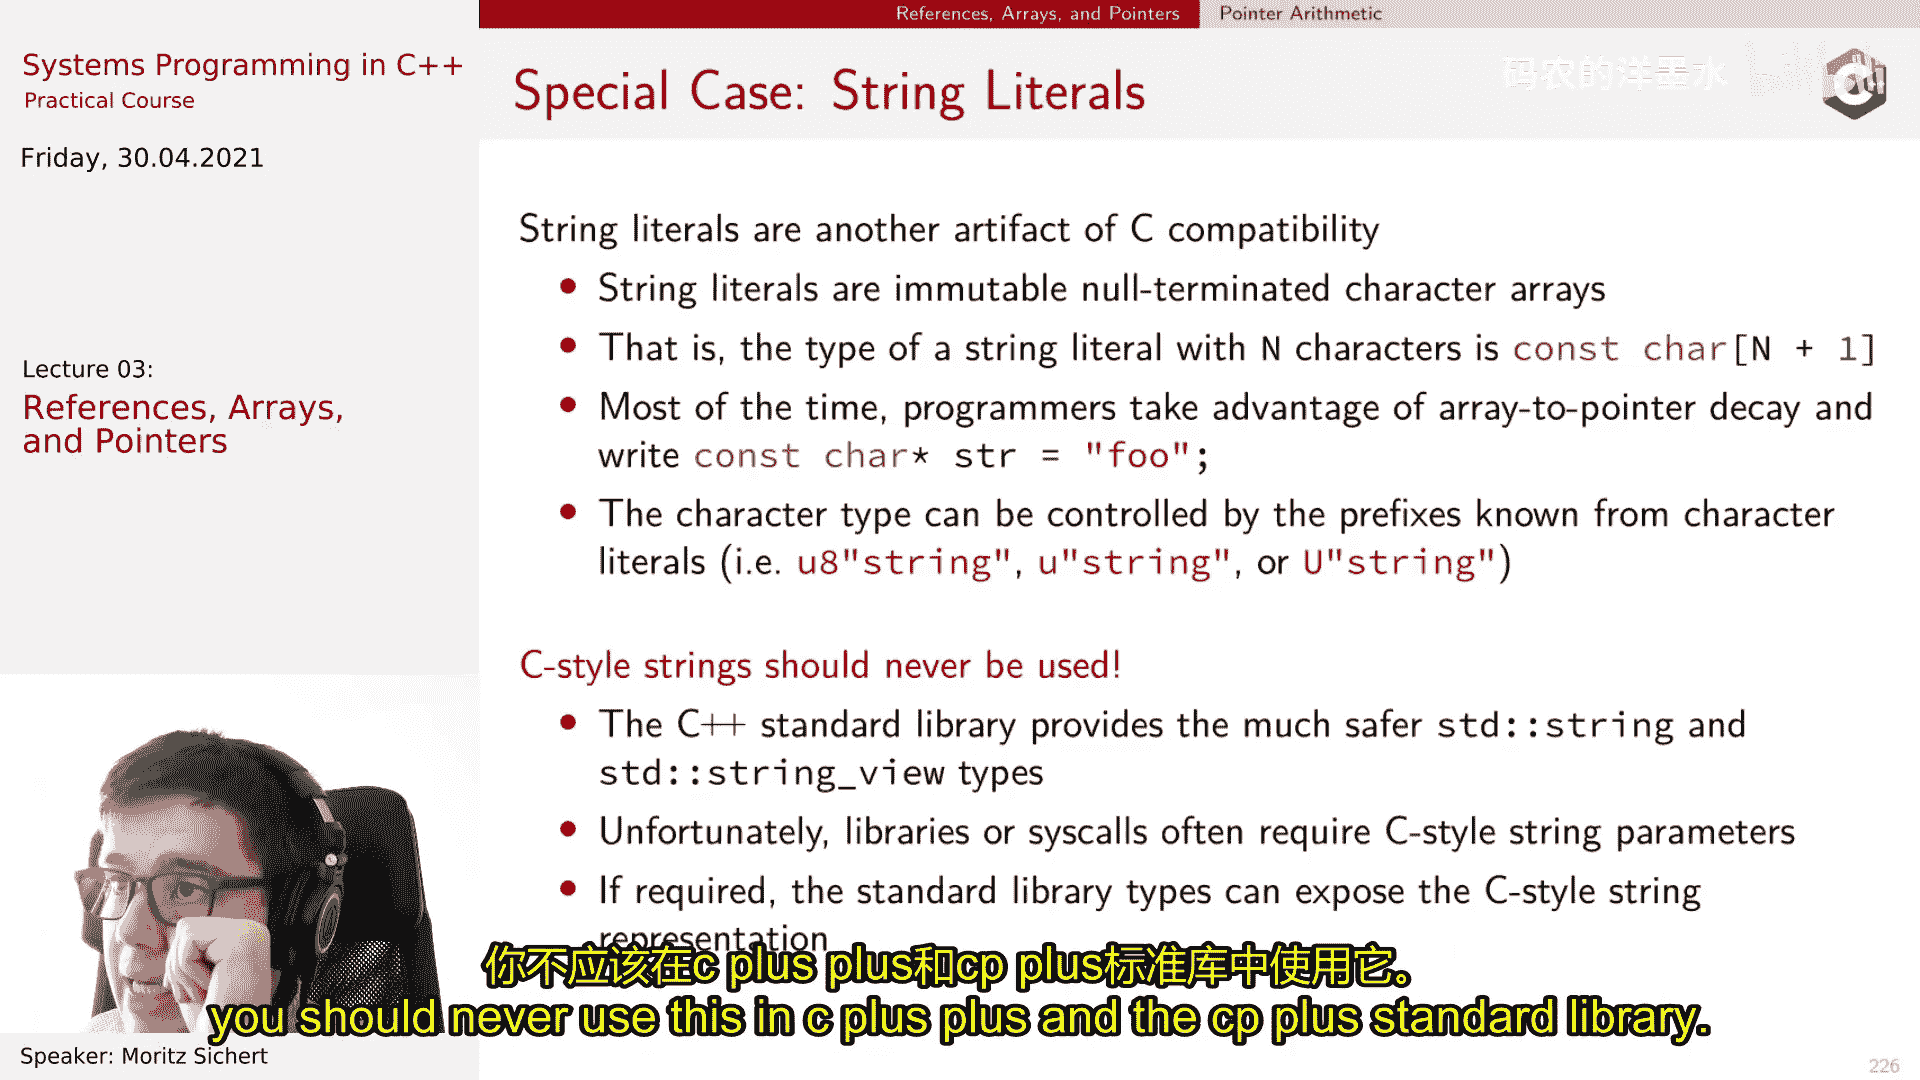 References, Arrays, and Pointers
Pointer Arithmetic
Systems Programming in C++
Practical Course
Friday, 30.04.2021
Lecture 03:
References, Arrays,
and Pointers
Special Case: String Literals
码农的洋墨水
String literals are another artifact of C compatibility
• String literals are immutable null-terminated character arrays
• That is, the type of a string literal with N characters is const char[N + 1]
• Most of the time, programmers take advantage of array-to-pointer decay and
write const char* str = "foo";
• The character type can be controlled by the prefixes known from character
literals (i.e. u8"string", u"string", or U"string")
C-style strings should never be used!
• The C++ standard library provides the much safer std::string and
std::string_view types
• Unfortunately, libraries or syscalls often require C-style string parameters
• If required, the standard library types can expose the C-style string
representation
你不应该在c plus plus和cp plus标准库中使用它。
you should never use this in c plus plus and the cp plus standard library.
Speaker: Moritz Sichert
226